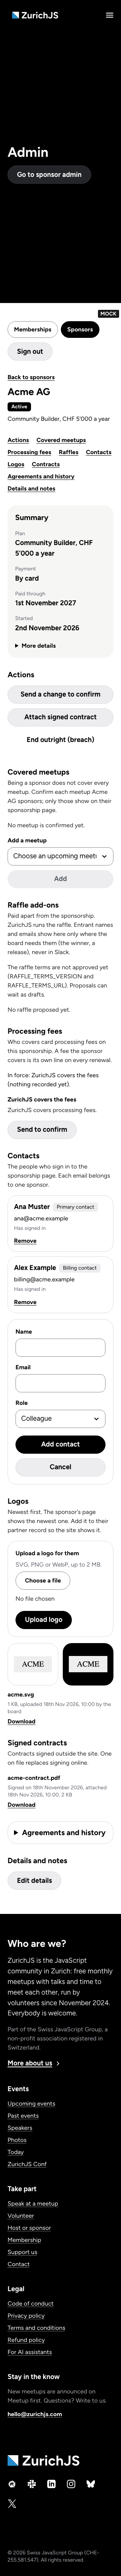 ZurichJS
Admin
Go to sponsor admin
MOCK
Memberships
Sponsors
Sign out
Back to sponsors
Acme AG
Active
Community Builder, CHF 5'000 a year
Actions
Covered meetups
Processing fees
Raffles
Contacts
Logos
Contracts
Agreements and history
Details and notes
Summary
Plan
Community Builder, CHF
5'000 a year
Payment
By card
Paid through
1st November 2027
Started
2nd November 2026
More details
Actions
Send a change to confirm
Attach signed contract
End outright (breach)
Covered meetups
Being a sponsor does not cover every
meetup. Confirm each meetup Acme
AG sponsors; only those show on their
sponsorship page.
No meetup is confirmed yet.
Add a meetup
Choose an upcoming meetu
Add
Raffle add-ons
Paid apart from the sponsorship.
ZurichJS runs the raffle. Entrant names
and emails show here only where the
board needs them (the winner, a
release), never in Slack.
The raffle terms are not approved yet
(RAFFLE_TERMS_VERSION and
RAFFLE_TERMS_URL). Proposals can
wait as drafts.
No raffle proposed yet.
Processing fees
Who covers card processing fees on
this sponsorship. A fee the sponsor
covers is its own line on every renewal.
In force: ZurichJS covers the fees
(nothing recorded yet).
ZurichJS covers the fees
ZurichJS covers processing fees.
Send to confirm
Contacts
The people who sign in to the
sponsorship page. Each email belongs
to one sponsor.
Ana Muster
Primary contact
ana@acme.example
Has signed in
Remove
Alex Example
Billing contact
billing@acme.example
Has signed in
Remove
Name
Email
Role
Colleague
Add contact
Cancel
Logos
Newest first. The sponsor's page
shows the newest one. Add it to their
partner record so the site shows it.
Upload a logo for them
SVG, PNG or WebP, up to 2 MB.
Choose a file
No file chosen
Upload logo
ACME
ACME
acme.svg
1 KB, uploaded 18th Nov 2026, 10:00 by the
board
Download
Signed contracts
Contracts signed outside the site. One
on file replaces signing online.
acme-contract.pdf
Signed on 18th November 2026, attached
18th Nov 2026, 10:00, 2 KB
Download
Agreements and history
Details and notes
Edit details
Who are we?
ZurichJS is the JavaScript
community in Zurich: free monthly
meetups with talks and time to
meet each other, run by
volunteers since November 2024.
Everybody is welcome.
Part of the Swiss JavaScript Group, a
non-profit association registered in
Switzerland.
More about us
Events
Upcoming events
Past events
Speakers
Photos
Today
ZurichJS Conf
Take part
Speak at a meetup
Volunteer
Host or sponsor
Membership
Support us
Contact
Legal
Code of conduct
Privacy policy
Terms and conditions
Refund policy
For AI assistants
Stay in the know
New meetups are announced on
Meetup first. Questions? Write to us.
hello@zurichjs.com
ZurichJS
© 2026 Swiss JavaScript Group (CHE-
255.581.547). All rights reserved.